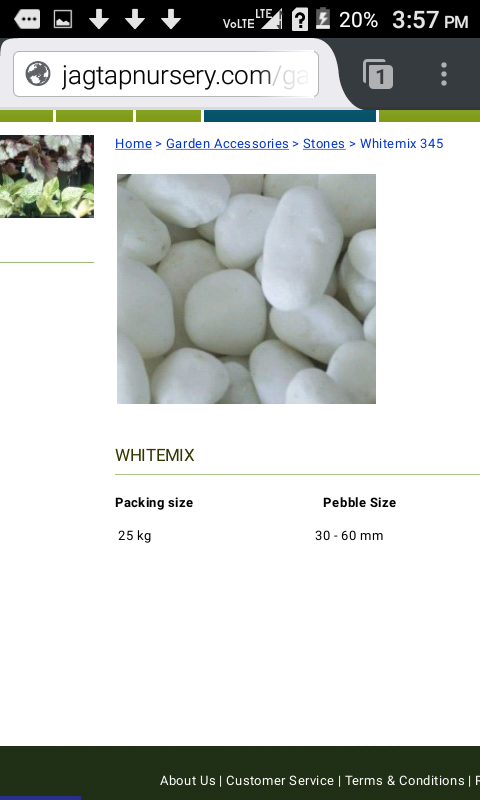 VoLTE LTE 20% 3:57 PM
jagtapnursery.com/ga
1
Home > Garden Accessories > Stones > Whitemix 345
WHITEMIX
Packing size Pebble Size
25 kg 30 - 60 mm
About Us | Customer Service | Terms & Conditions |